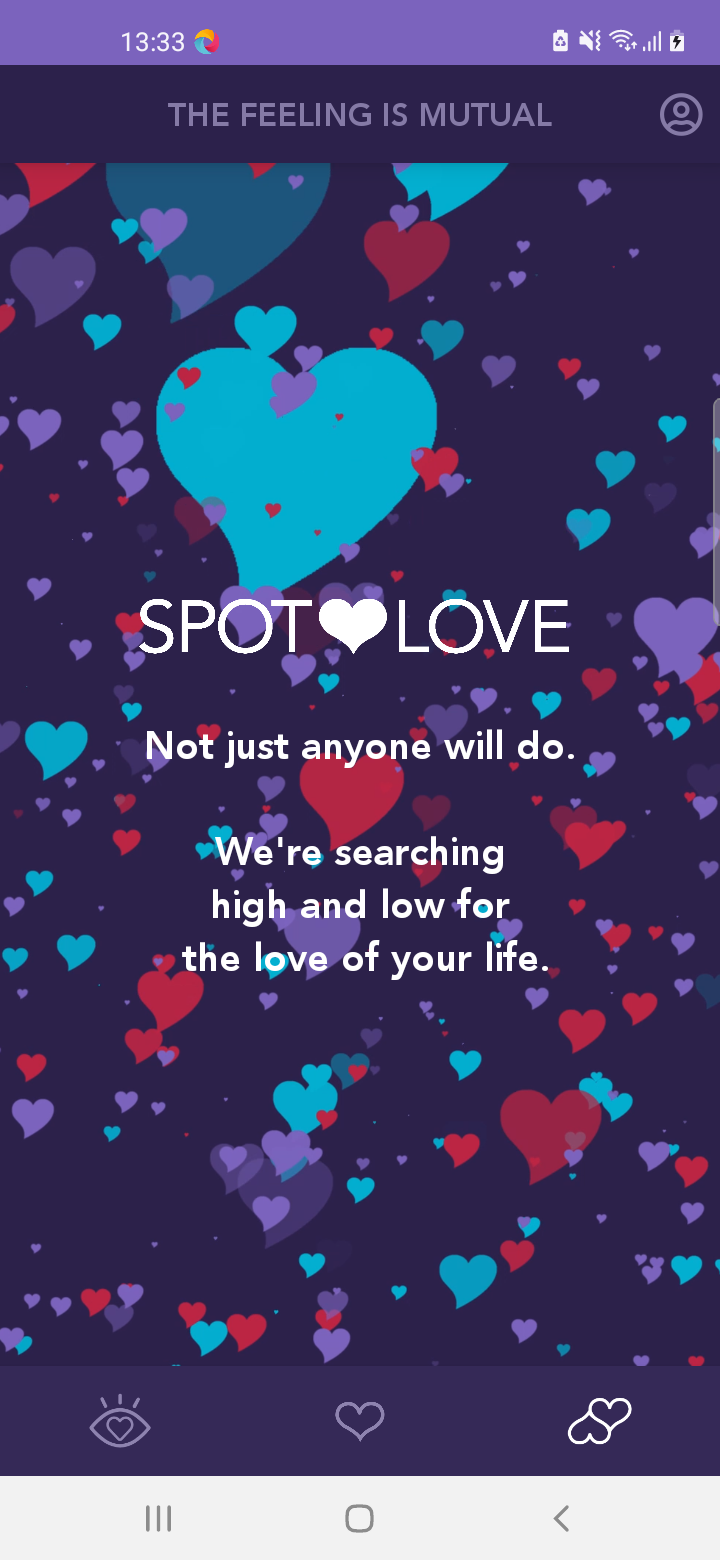 13:33
THE FEELING IS MUTUAL
SPOT LOVE
Not just anyone will do.
We're searching
high and low for
the love of your life.